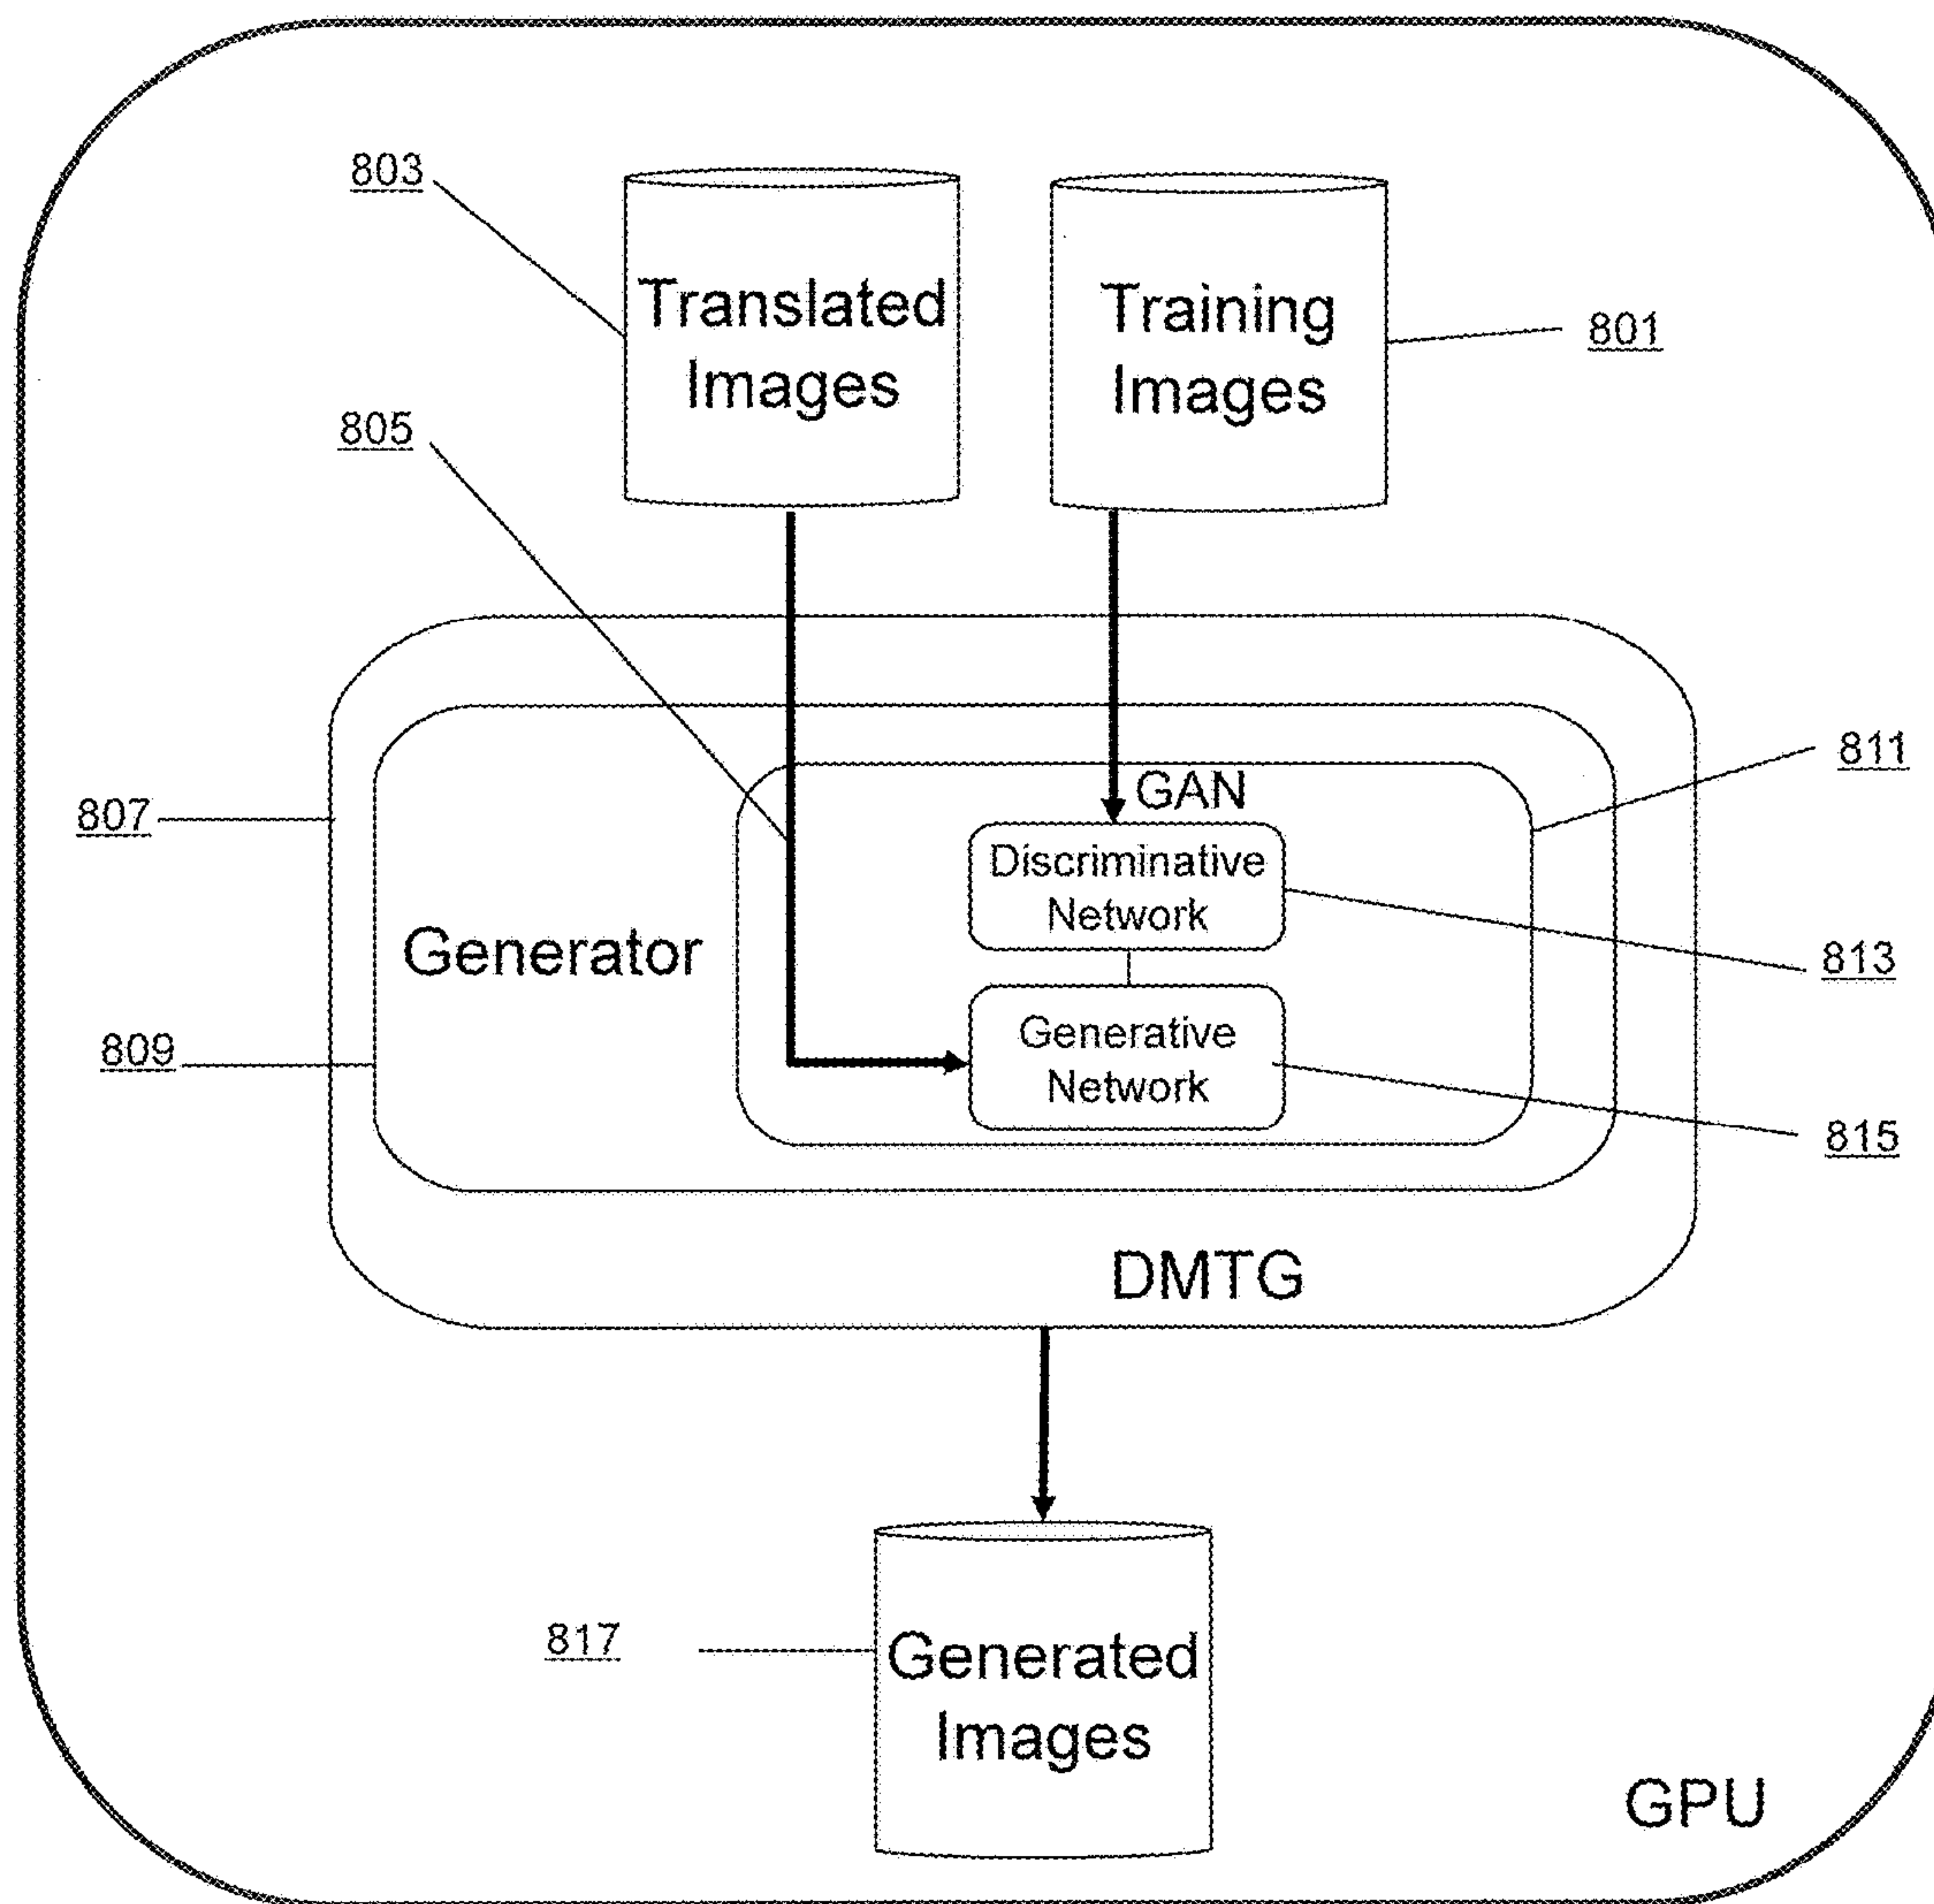 803
Translated
Images
Training
Images
801
805
GAN
811
807
Discriminative
Network
Generator
813
Generative
Network
809
815
DMTG
817
Generated
Images
GPU